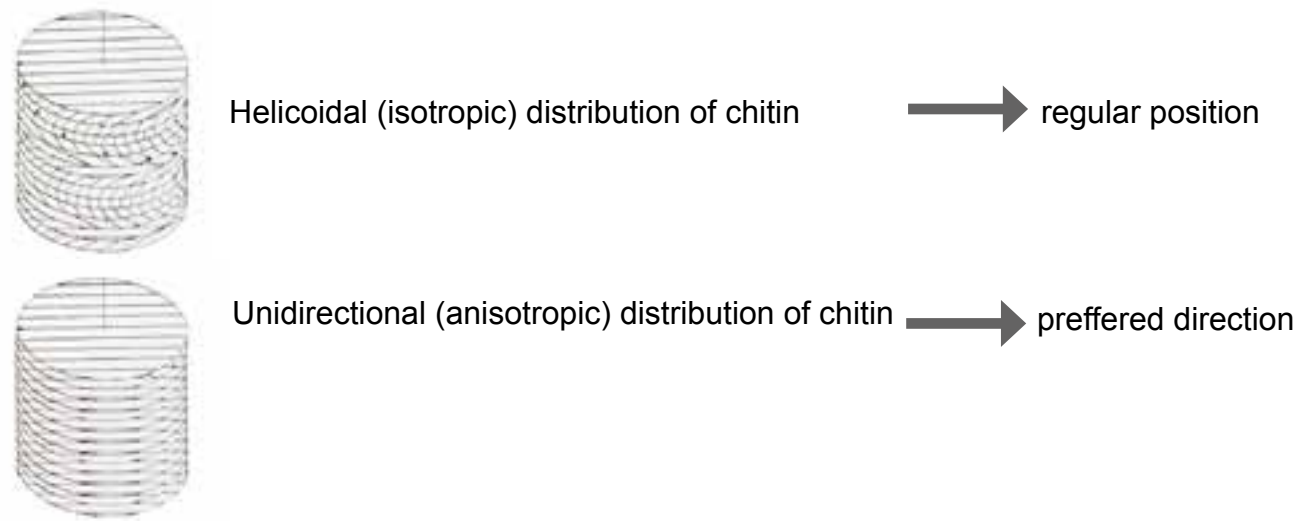 Helicoidal (isotropic) distribution of chitin
regular position
Unidirectional (anisotropic) distribution of chitin
preffered direction